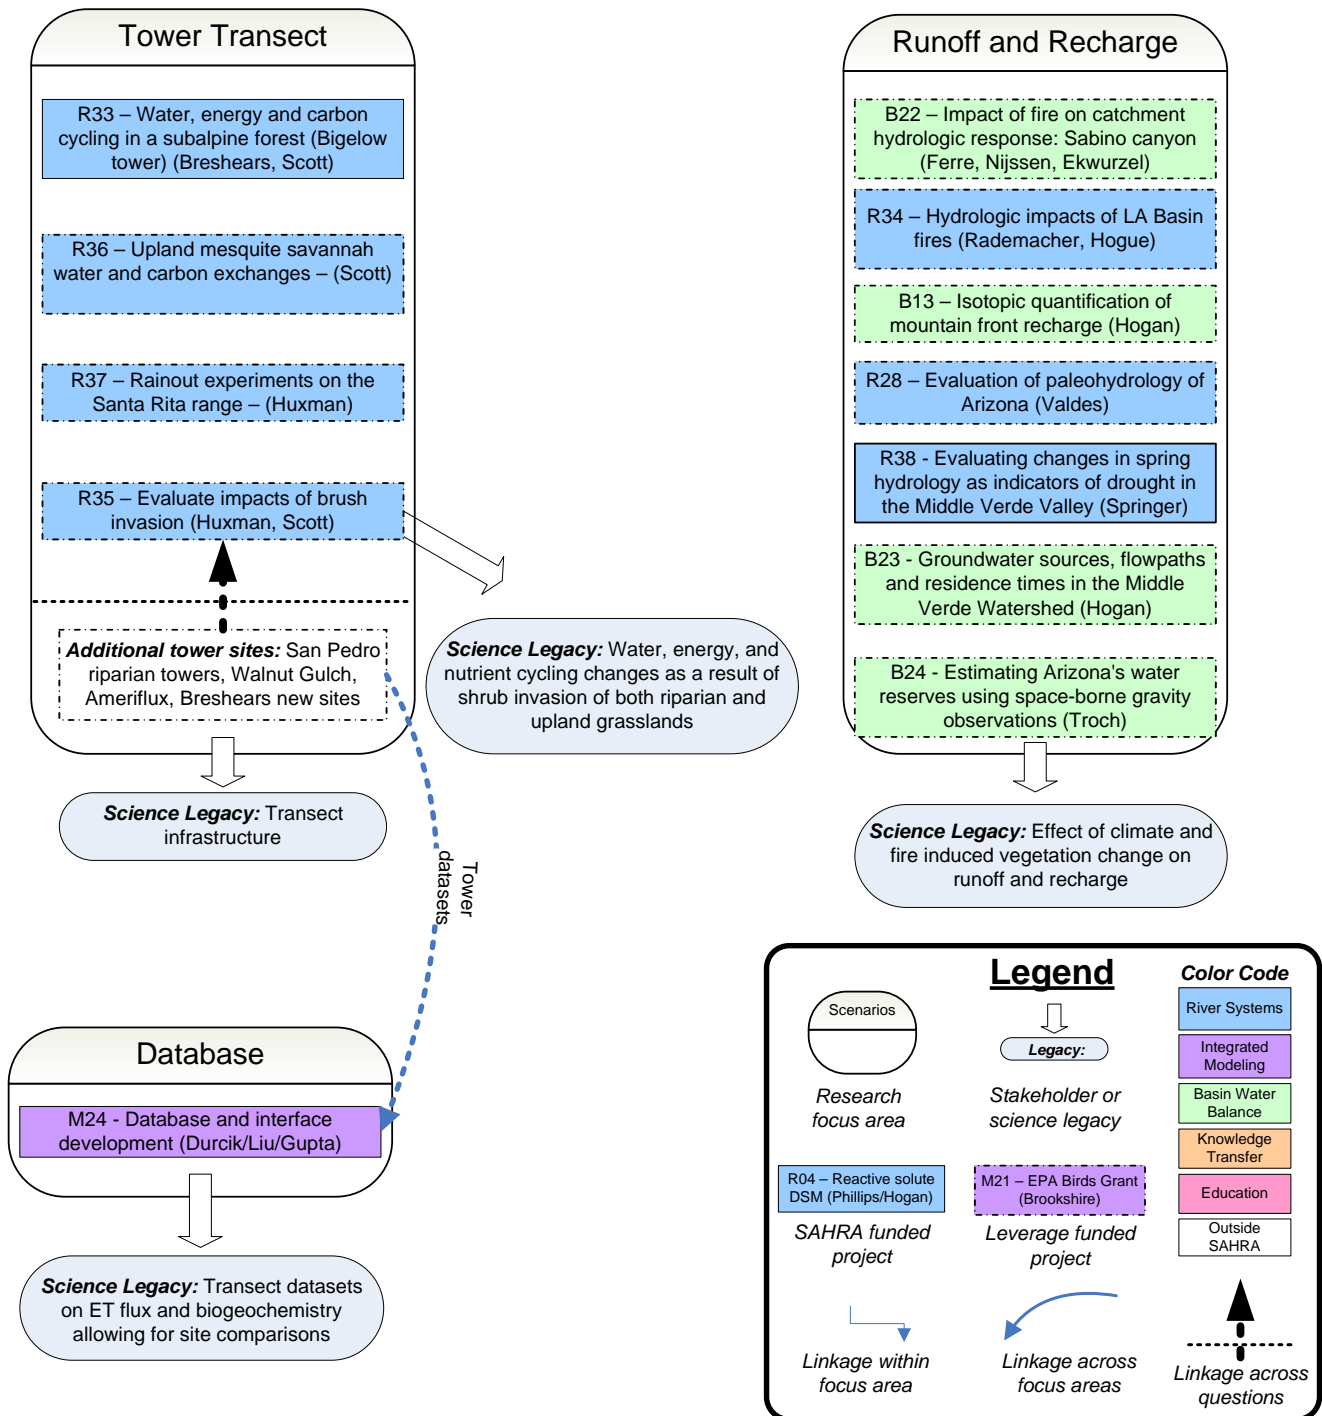 Tower Transect
R33 – Water, energy and carbon
cycling in a subalpine forest (Bigelow
tower) (Breshears, Scott)
R36 – Upland mesquite savannah
water and carbon exchanges – (Scott)
R37 – Rainout experiments on the
Santa Rita range – (Huxman)
R35 – Evaluate impacts of brush
invasion (Huxman, Scott)
Additional tower sites: San Pedro
riparian towers, Walnut Gulch,
Ameriflux, Breshears new sites
Science Legacy: Transect
infrastructure
Science Legacy: Water, energy, and
nutrient cycling changes as a result of
shrub invasion of both riparian and
upland grasslands
Tower
datasets
Database
M24 - Database and interface
development (Durcik/Liu/Gupta)
Science Legacy: Transect datasets
on ET flux and biogeochemistry
allowing for site comparisons
Runoff and Recharge
B22 – Impact of fire on catchment
hydrologic response: Sabino canyon
(Ferre, Nijssen, Ekwurzel)
R34 – Hydrologic impacts of LA Basin
fires (Rademacher, Hogue)
B13 – Isotopic quantification of
mountain front recharge (Hogan)
R28 – Evaluation of paleohydrology of
Arizona (Valdes)
R38 - Evaluating changes in spring
hydrology as indicators of drought in
the Middle Verde Valley (Springer)
B23 - Groundwater sources, flowpaths
and residence times in the Middle
Verde Watershed (Hogan)
B24 - Estimating Arizona's water
reserves using space-borne gravity
observations (Troch)
Science Legacy: Effect of climate and
fire induced vegetation change on
runoff and recharge
Legend
Scenarios
Research
focus area
Legacy:
Stakeholder or
science legacy
R04 – Reactive solute
DSM (Phillips/Hogan)
SAHRA funded
project
M21 – EPA Birds Grant
(Brookshire)
Leverage funded
project
Linkage within
focus area
Linkage across
focus areas
Color Code
River Systems
Integrated
Modeling
Basin Water
Balance
Knowledge
Transfer
Education
Outside
SAHRA
Linkage across
questions